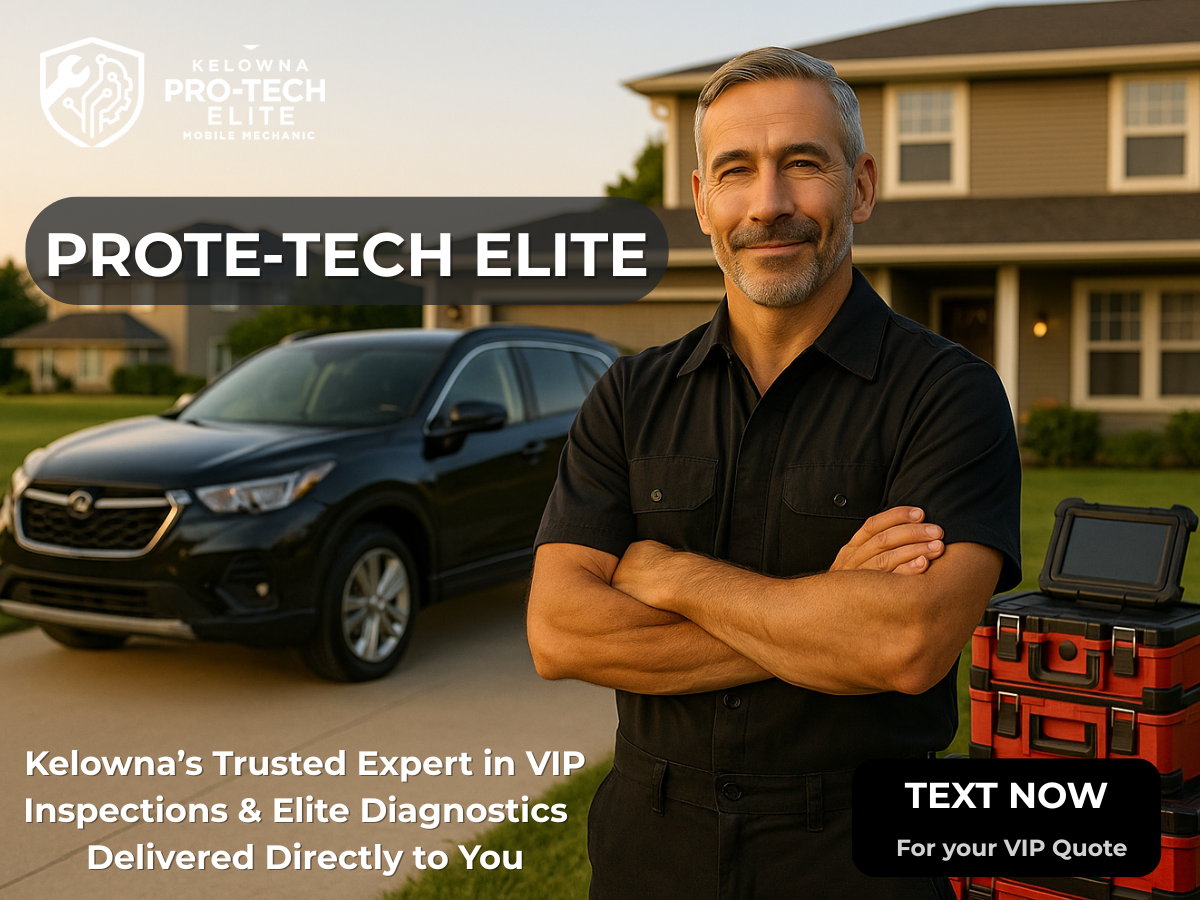 KELOWNA
PRO-TECH
ELITE
MOBILE MECHANIC
PROTE-TECH ELITE
Kelowna’s Trusted Expert in VIP
Inspections & Elite Diagnostics
Delivered Directly to You
TEXT NOW
For your VIP Quote